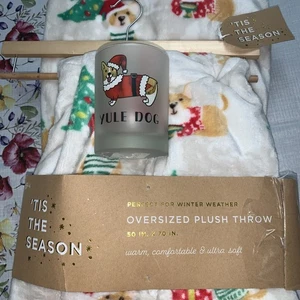 'TIS
THE SEASON
YULE DOG
'TIS
THE
SEASON
PERFECT FOR WINTER WEATHER
OVERSIZED PLUSH THROW
warm, comfortable & ultra soft